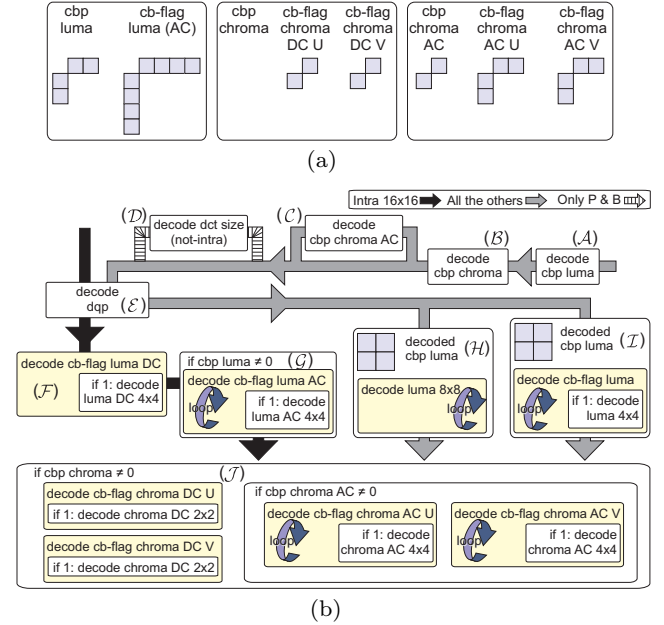 cbp luma
cb-flag luma (AC)
cbp chroma
cb-flag chroma DC U
cb-flag chroma DC V
cbp chroma AC
cb-flag chroma AC U
cb-flag chroma AC V
(a)
Intra 16x16
All the others
Only P & B
(D)
decode dct size
(not-intra)
(C)
decode
cbp chroma AC
(B)
decode
cbp chroma
(A)
decode
cbp luma
decode
dqp
(E)
decode cb-flag luma DC
(F)
if 1: decode
luma DC 4x4
if cbp luma ≠ 0
(G)
decode cb-flag luma AC
loop
if 1: decode
luma AC 4x4
decoded
cbp luma
(H)
decode luma 8x8
loop
decoded
cbp luma
(I)
decode cb-flag luma
loop
if 1: decode
luma 4x4
(J)
if cbp chroma ≠ 0
decode cb-flag chroma DC U
if 1: decode chroma DC 2x2
decode cb-flag chroma DC V
if 1: decode chroma DC 2x2
if cbp chroma AC ≠ 0
decode cb-flag chroma AC U
loop
if 1: decode
chroma AC 4x4
decode cb-flag chroma AC V
loop
if 1: decode
chroma AC 4x4
(b)